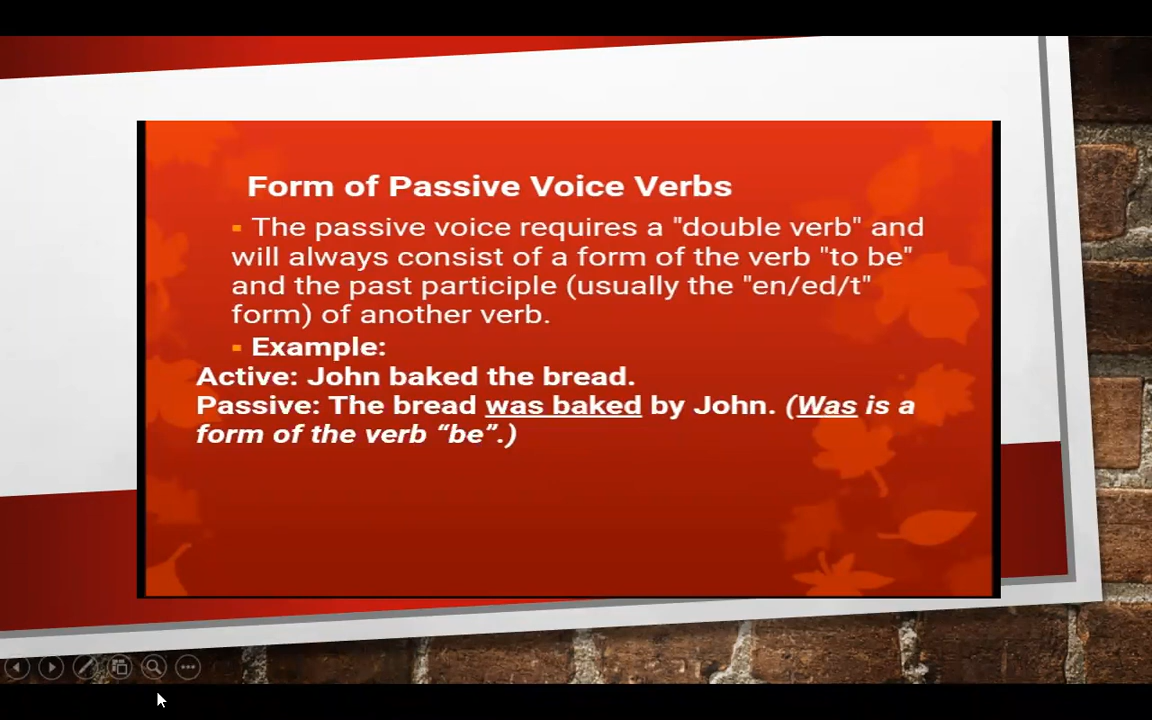 Form of Passive Voice Verbs
▪ The passive voice requires a "double verb" and
will always consist of a form of the verb "to be"
and the past participle (usually the "en/ed/t"
form) of another verb.
▪ Example:
Active: John baked the bread.
Passive: The bread was baked by John. (Was is a
form of the verb “be”.)